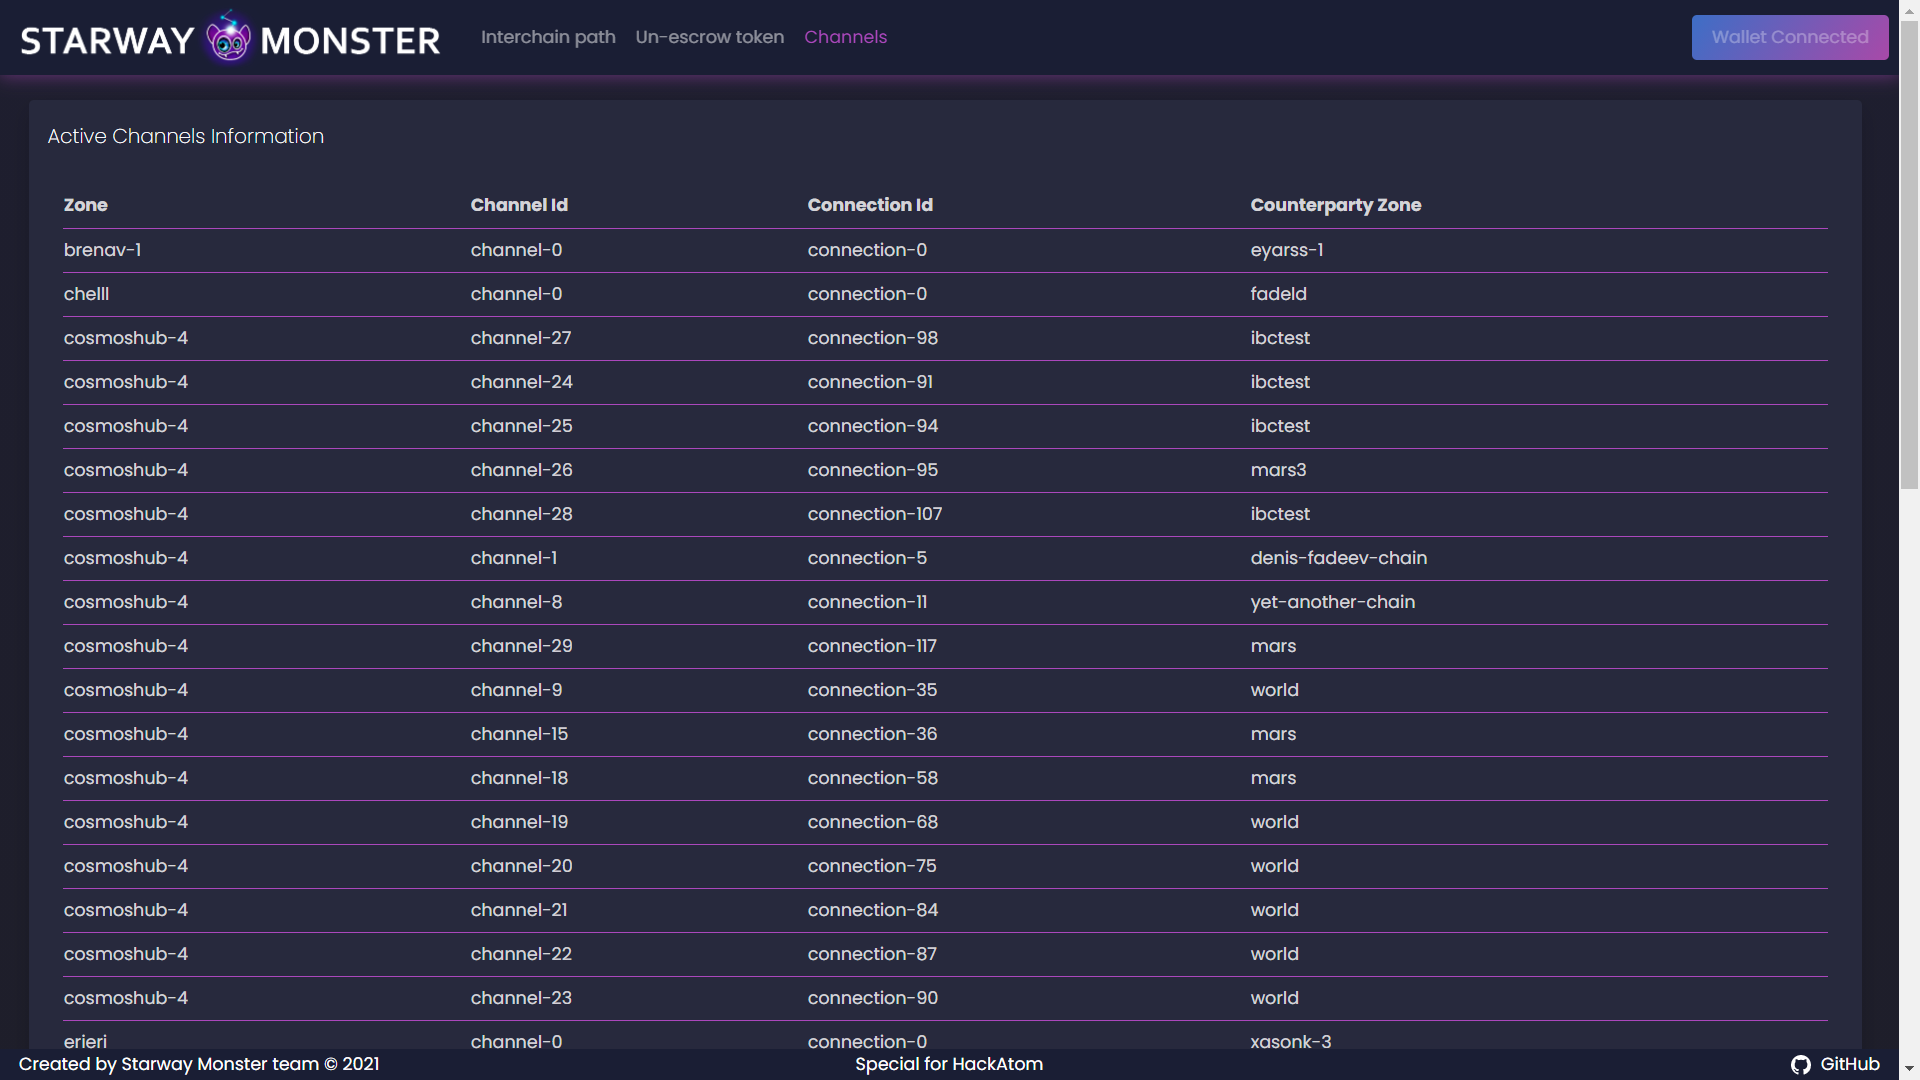 STARWAY MONSTER Interchain path Un-escrow token Channels Wallet Connected
Active Channels Information
Zone Channel Id Connection Id Counterparty Zone
brenav-1 channel-0 connection-0 eyarss-1
chelll channel-0 connection-0 fadeld
cosmoshub-4 channel-27 connection-98 ibctest
cosmoshub-4 channel-24 connection-91 ibctest
cosmoshub-4 channel-25 connection-94 ibctest
cosmoshub-4 channel-26 connection-95 mars3
cosmoshub-4 channel-28 connection-107 ibctest
cosmoshub-4 channel-1 connection-5 denis-fadeev-chain
cosmoshub-4 channel-8 connection-11 yet-another-chain
cosmoshub-4 channel-29 connection-117 mars
cosmoshub-4 channel-9 connection-35 world
cosmoshub-4 channel-15 connection-36 mars
cosmoshub-4 channel-18 connection-58 mars
cosmoshub-4 channel-19 connection-68 world
cosmoshub-4 channel-20 connection-75 world
cosmoshub-4 channel-21 connection-84 world
cosmoshub-4 channel-22 connection-87 world
cosmoshub-4 channel-23 connection-90 world
erieri channel-0 connection-0 xasonk-3
Created by Starway Monster team © 2021 Special for HackAtom GitHub